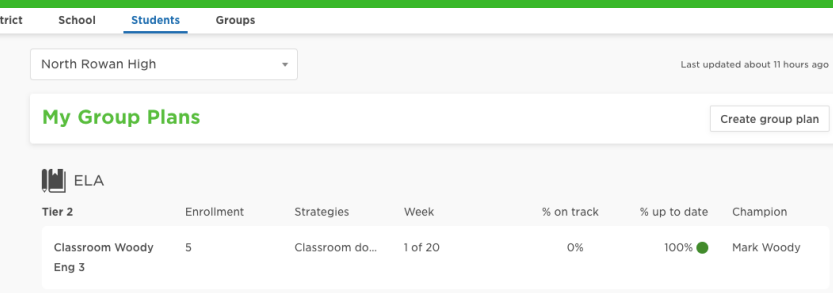 trict School Students Groups
North Rowan High
Last updated about 11 hours ago
My Group Plans
Create group plan
ELA
Tier 2 Enrollment Strategies Week % on track % up to date Champion
Classroom Woody 5 Classroom do... 1 of 20 0% 100% Mark Woody
Eng 3